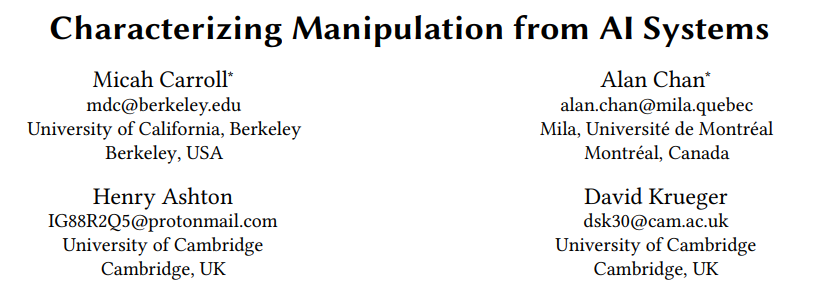 Characterizing Manipulation from AI Systems
Micah Carroll*
mdc@berkeley.edu
University of California, Berkeley
Berkeley, USA
Alan Chan*
alan.chan@mila.quebec
Mila, Université de Montréal
Montréal, Canada
Henry Ashton
IG88R2Q5@protonmail.com
University of Cambridge
Cambridge, UK
David Krueger
dsk30@cam.ac.uk
University of Cambridge
Cambridge, UK